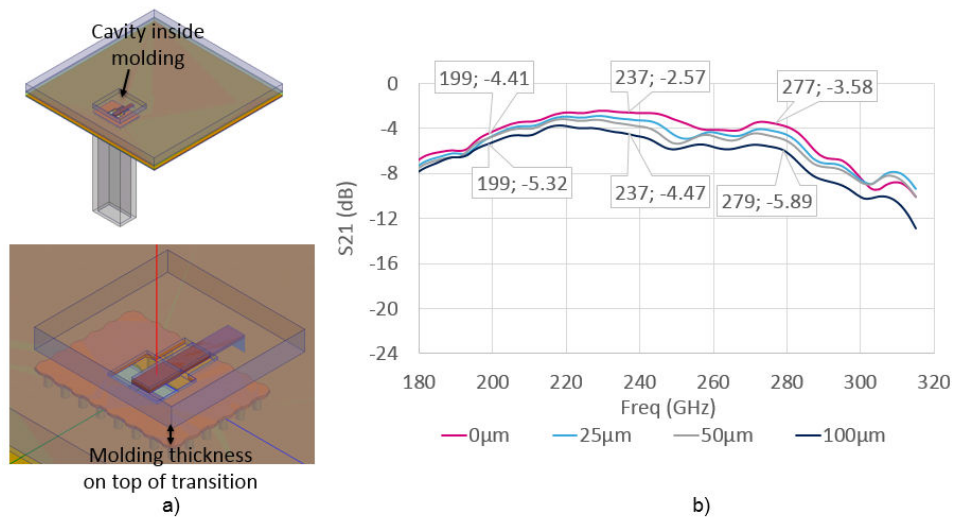 Cavity inside
molding
Molding thickness
on top of transition
a)
199; -4.41
237; -2.57
277; -3.58
199; -5.32
237; -4.47
279; -5.89
S21 (dB)
0
-4
-8
-12
-16
-20
-24
180 200 220 240 260 280 300 320
Freq (GHz)
0µm 25µm 50µm 100µm
b)